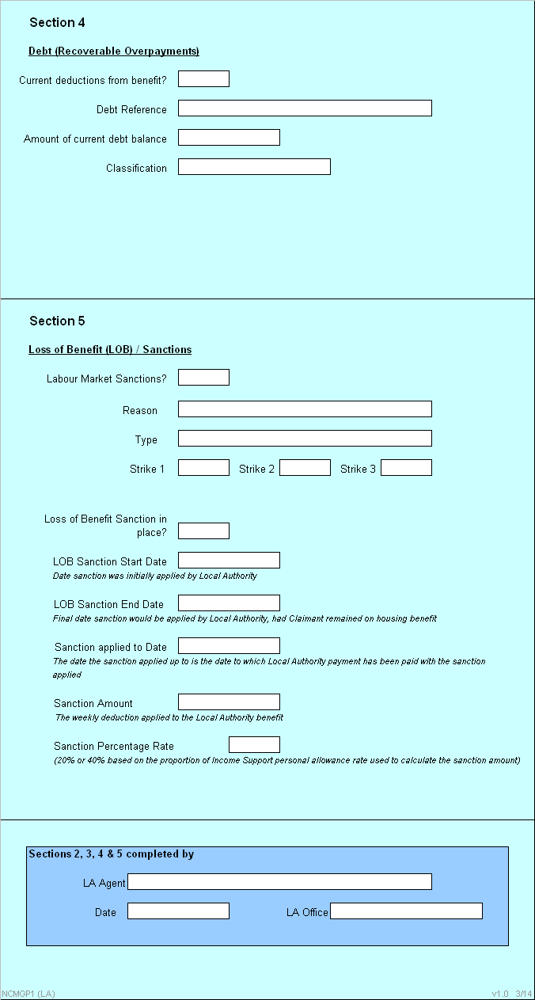 Section 4
Debt (Recoverable Overpayments)
Current deductions from benefit?
Debt Reference
Amount of current debt balance
Classification
Section 5
Loss of Benefit (LOB) / Sanctions
Labour Market Sanctions?
Reason
Type
Strike 1 Strike 2 Strike 3
Loss of Benefit Sanction in
place?
LOB Sanction Start Date
Date sanction was initially applied by Local Authority
LOB Sanction End Date
Final date sanction would be applied by Local Authority, had Claimant remained on housing benefit
Sanction applied to Date
The date the sanction applied up to is the date to which Local Authority payment has been paid with the sanction
applied
Sanction Amount
The weekly deduction applied to the Local Authority benefit
Sanction Percentage Rate
(20% or 40% based on the proportion of Income Support personal allowance rate used to calculate the sanction amount)
Sections 2, 3, 4 & 5 completed by
LA Agent
Date LA Office
NCMGP1 (LA) v1.0 3/14